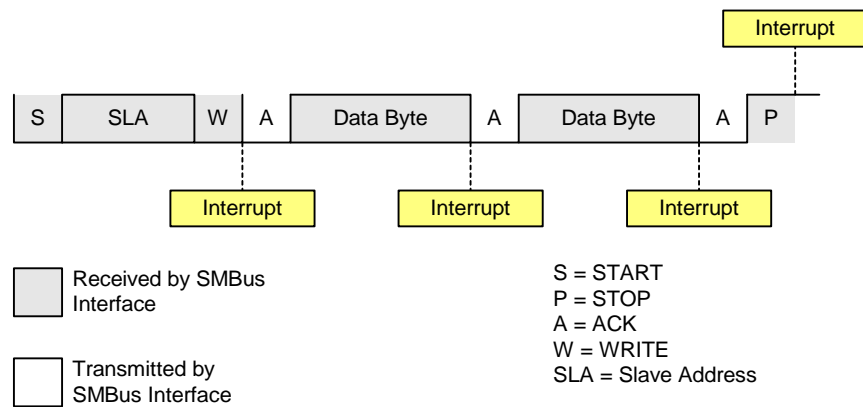 Interrupt
S SLA W A Data Byte A Data Byte A P
Interrupt Interrupt Interrupt
Received by SMBus
Interface
Transmitted by
SMBus Interface
S = START
P = STOP
A = ACK
W = WRITE
SLA = Slave Address